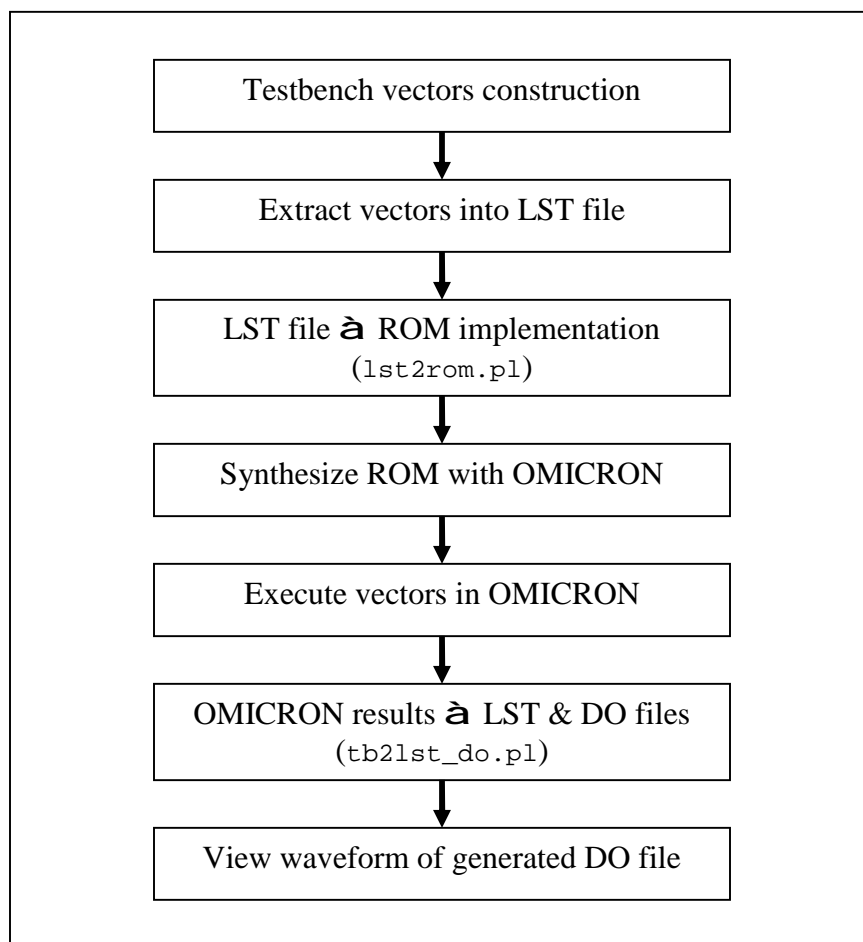 Testbench vectors construction
Extract vectors into LST file
LST file à ROM implementation
(lst2rom.pl)
Synthesize ROM with OMICRON
Execute vectors in OMICRON
OMICRON results à LST & DO files
(tb2lst_do.pl)
View waveform of generated DO file